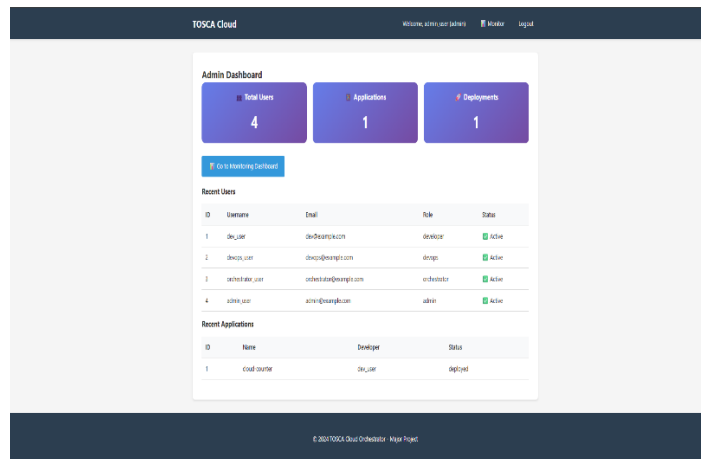 TOSCA Cloud
Welcome, admin_user (admin) Monitor Logout
Admin Dashboard
Total Users Applications Deployments
4 1 1
Go to Monitoring Dashboard
Recent Users
ID Username Email Role Status
1 dev_user dev@example.com developer Active
2 devops_user devops@example.com devops Active
3 orchestrator_user orchestrator@example.com orchestrator Active
4 admin_user admin@example.com admin Active
Recent Applications
ID Name Developer Status
1 cloud-counter dev_user deployed
© 2024 TOSCA Cloud Orchestrator - Major Project